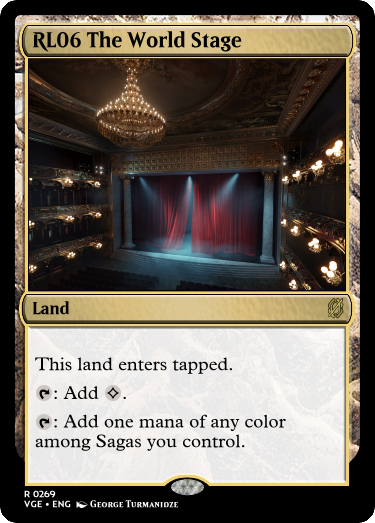 RL06 The World Stage
Land
This land enters tapped.
: Add .
: Add one mana of any color
among Sagas you control.
R 0269
VGE • ENG George Turmanidze